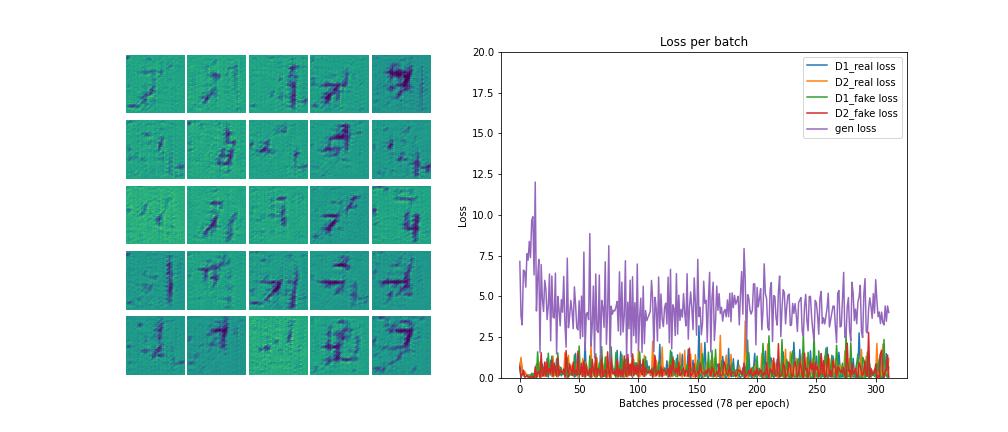 Loss per batch
20.0
17.5
15.0
12.5
10.0
7.5
5.0
2.5
0.0
Loss
D1_real loss
D2_real loss
D1_fake loss
D2_fake loss
gen loss
0 50 100 150 200 250 300
Batches processed (78 per epoch)